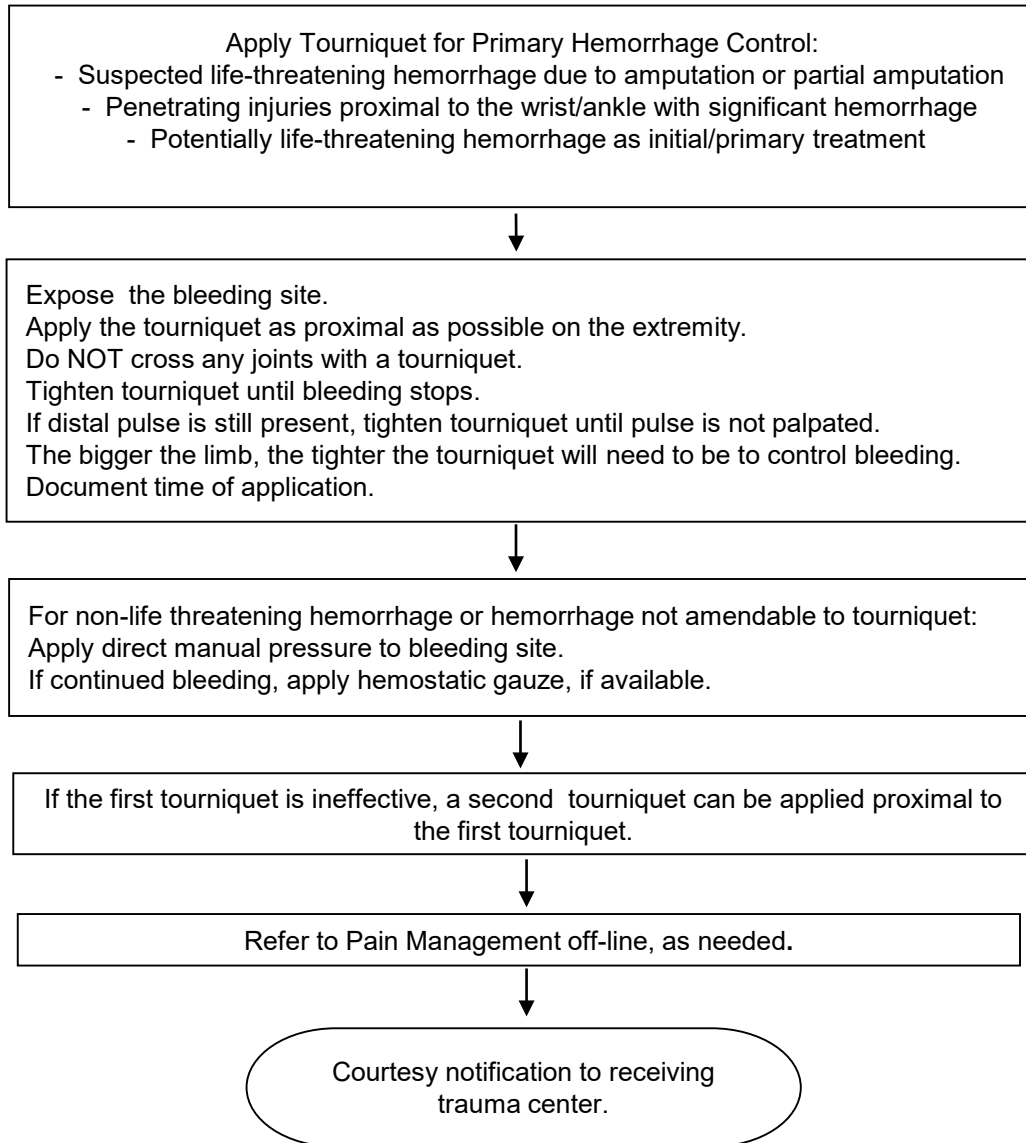 Apply Tourniquet for Primary Hemorrhage Control:
- Suspected life-threatening hemorrhage due to amputation or partial amputation
- Penetrating injuries proximal to the wrist/ankle with significant hemorrhage
- Potentially life-threatening hemorrhage as initial/primary treatment
Expose the bleeding site.
Apply the tourniquet as proximal as possible on the extremity.
Do NOT cross any joints with a tourniquet.
Tighten tourniquet until bleeding stops.
If distal pulse is still present, tighten tourniquet until pulse is not palpated.
The bigger the limb, the tighter the tourniquet will need to be to control bleeding.
Document time of application.
For non-life threatening hemorrhage or hemorrhage not amendable to tourniquet:
Apply direct manual pressure to bleeding site.
If continued bleeding, apply hemostatic gauze, if available.
If the first tourniquet is ineffective, a second tourniquet can be applied proximal to
the first tourniquet.
Refer to Pain Management off-line, as needed.
Courtesy notification to receiving
trauma center.